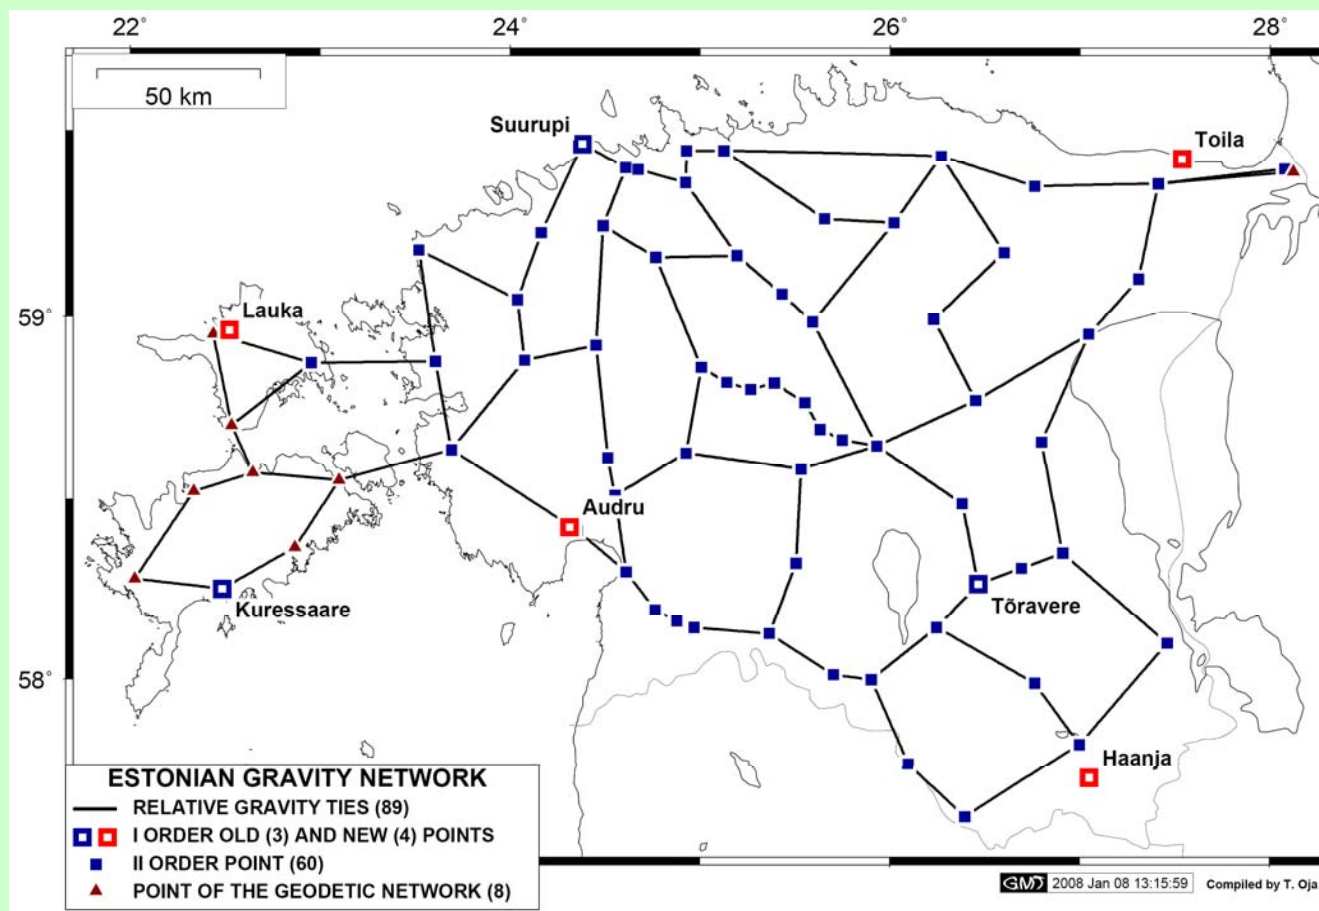 22° 24° 26° 28°
50 km
Suurupi
Toila
59°
Lauka
Audru
Kuressaare
Tõravere
58°
Haanja
ESTONIAN GRAVITY NETWORK
RELATIVE GRAVITY TIES (89)
I ORDER OLD (3) AND NEW (4) POINTS
II ORDER POINT (60)
POINT OF THE GEODETIC NETWORK (8)
GMT 2008 Jan 08 13:15:59 Compiled by T. Oja